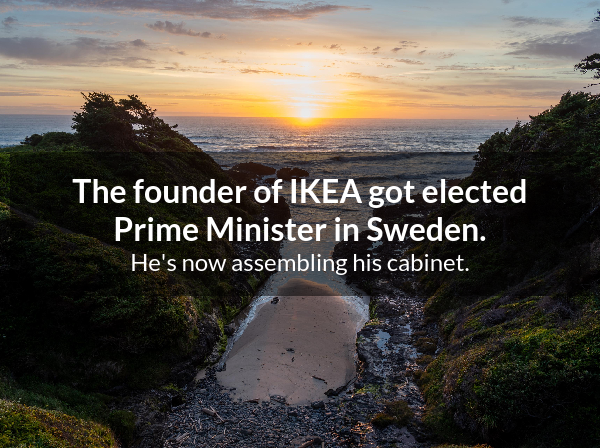 The founder of IKEA got elected
Prime Minister in Sweden.
He's now assembling his cabinet.